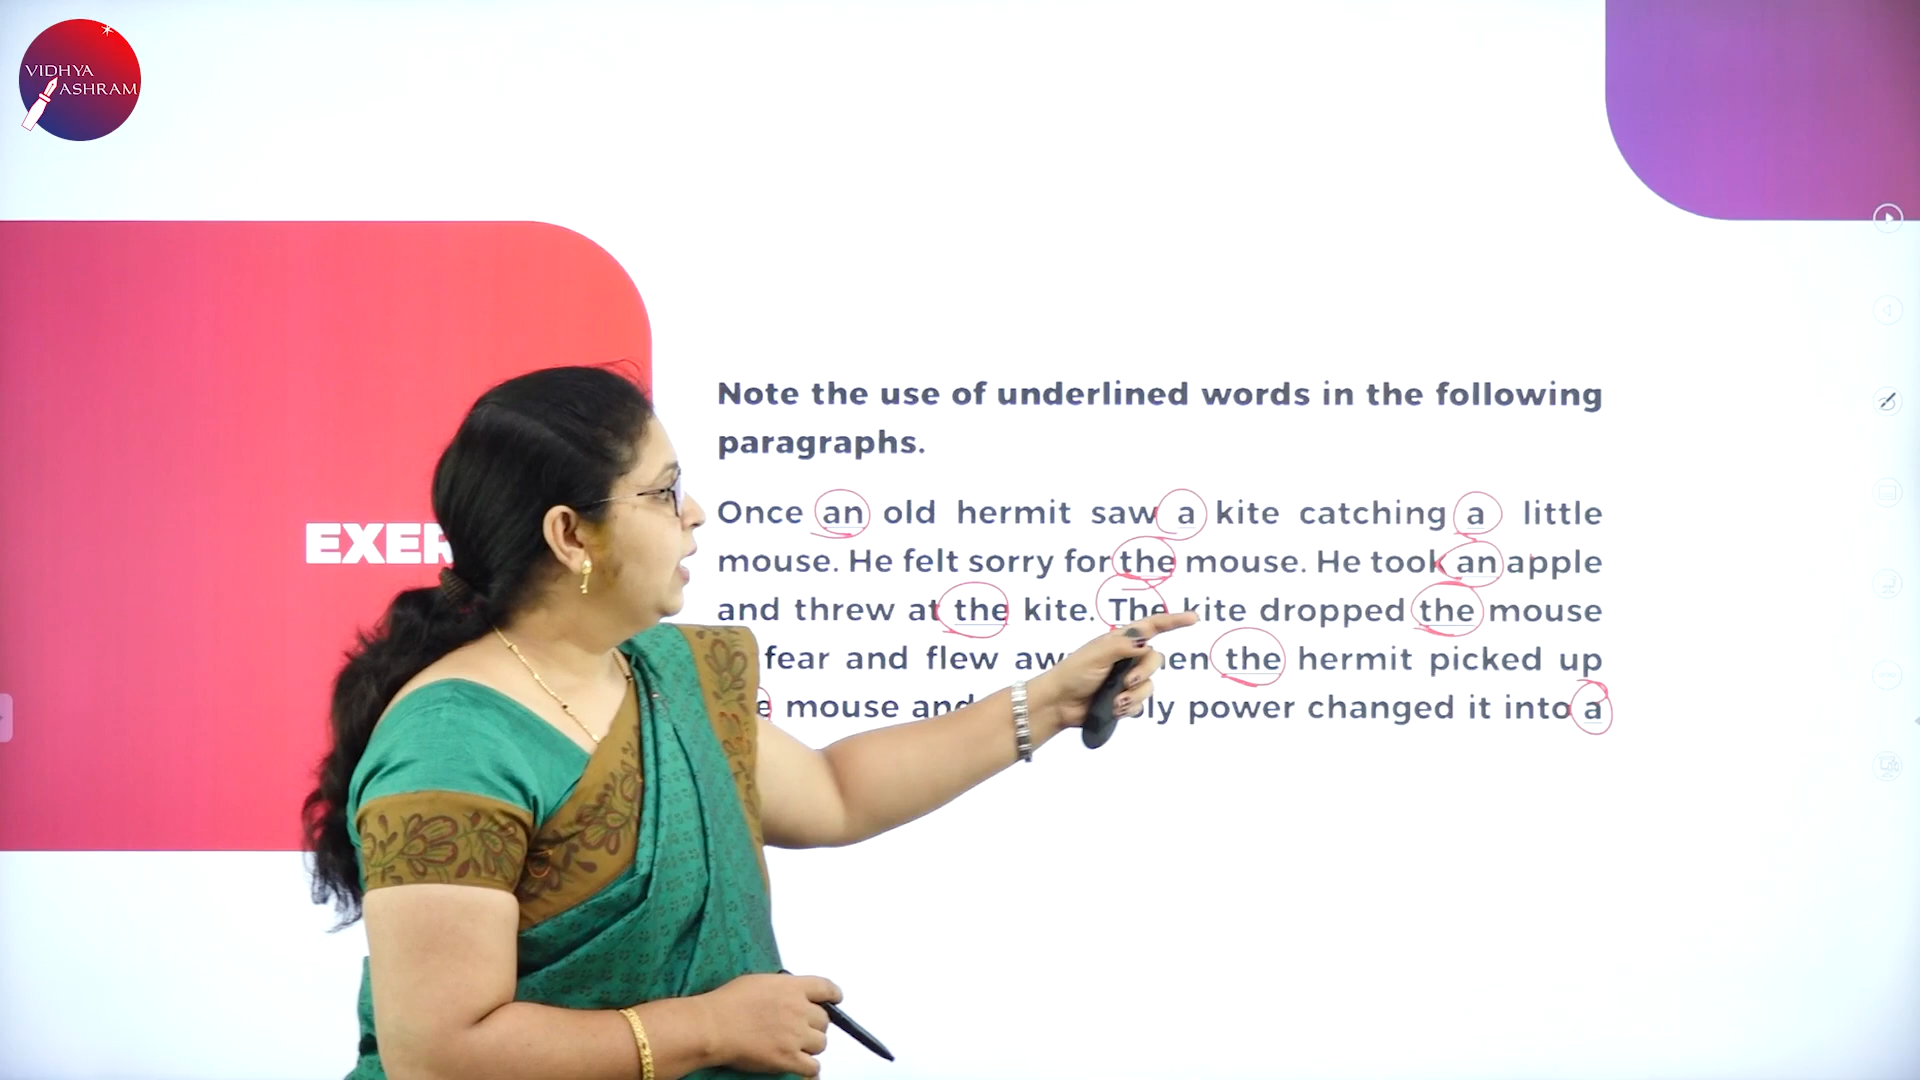 VIDHYA
ASHRAM
EXER
Note the use of underlined words in the following
paragraphs.
Once an old hermit saw a kite catching a little
mouse. He felt sorry for the mouse. He took an apple
and threw at the kite. The kite dropped the mouse
fear and flew hen the hermit picked up
mouse and power changed it into a